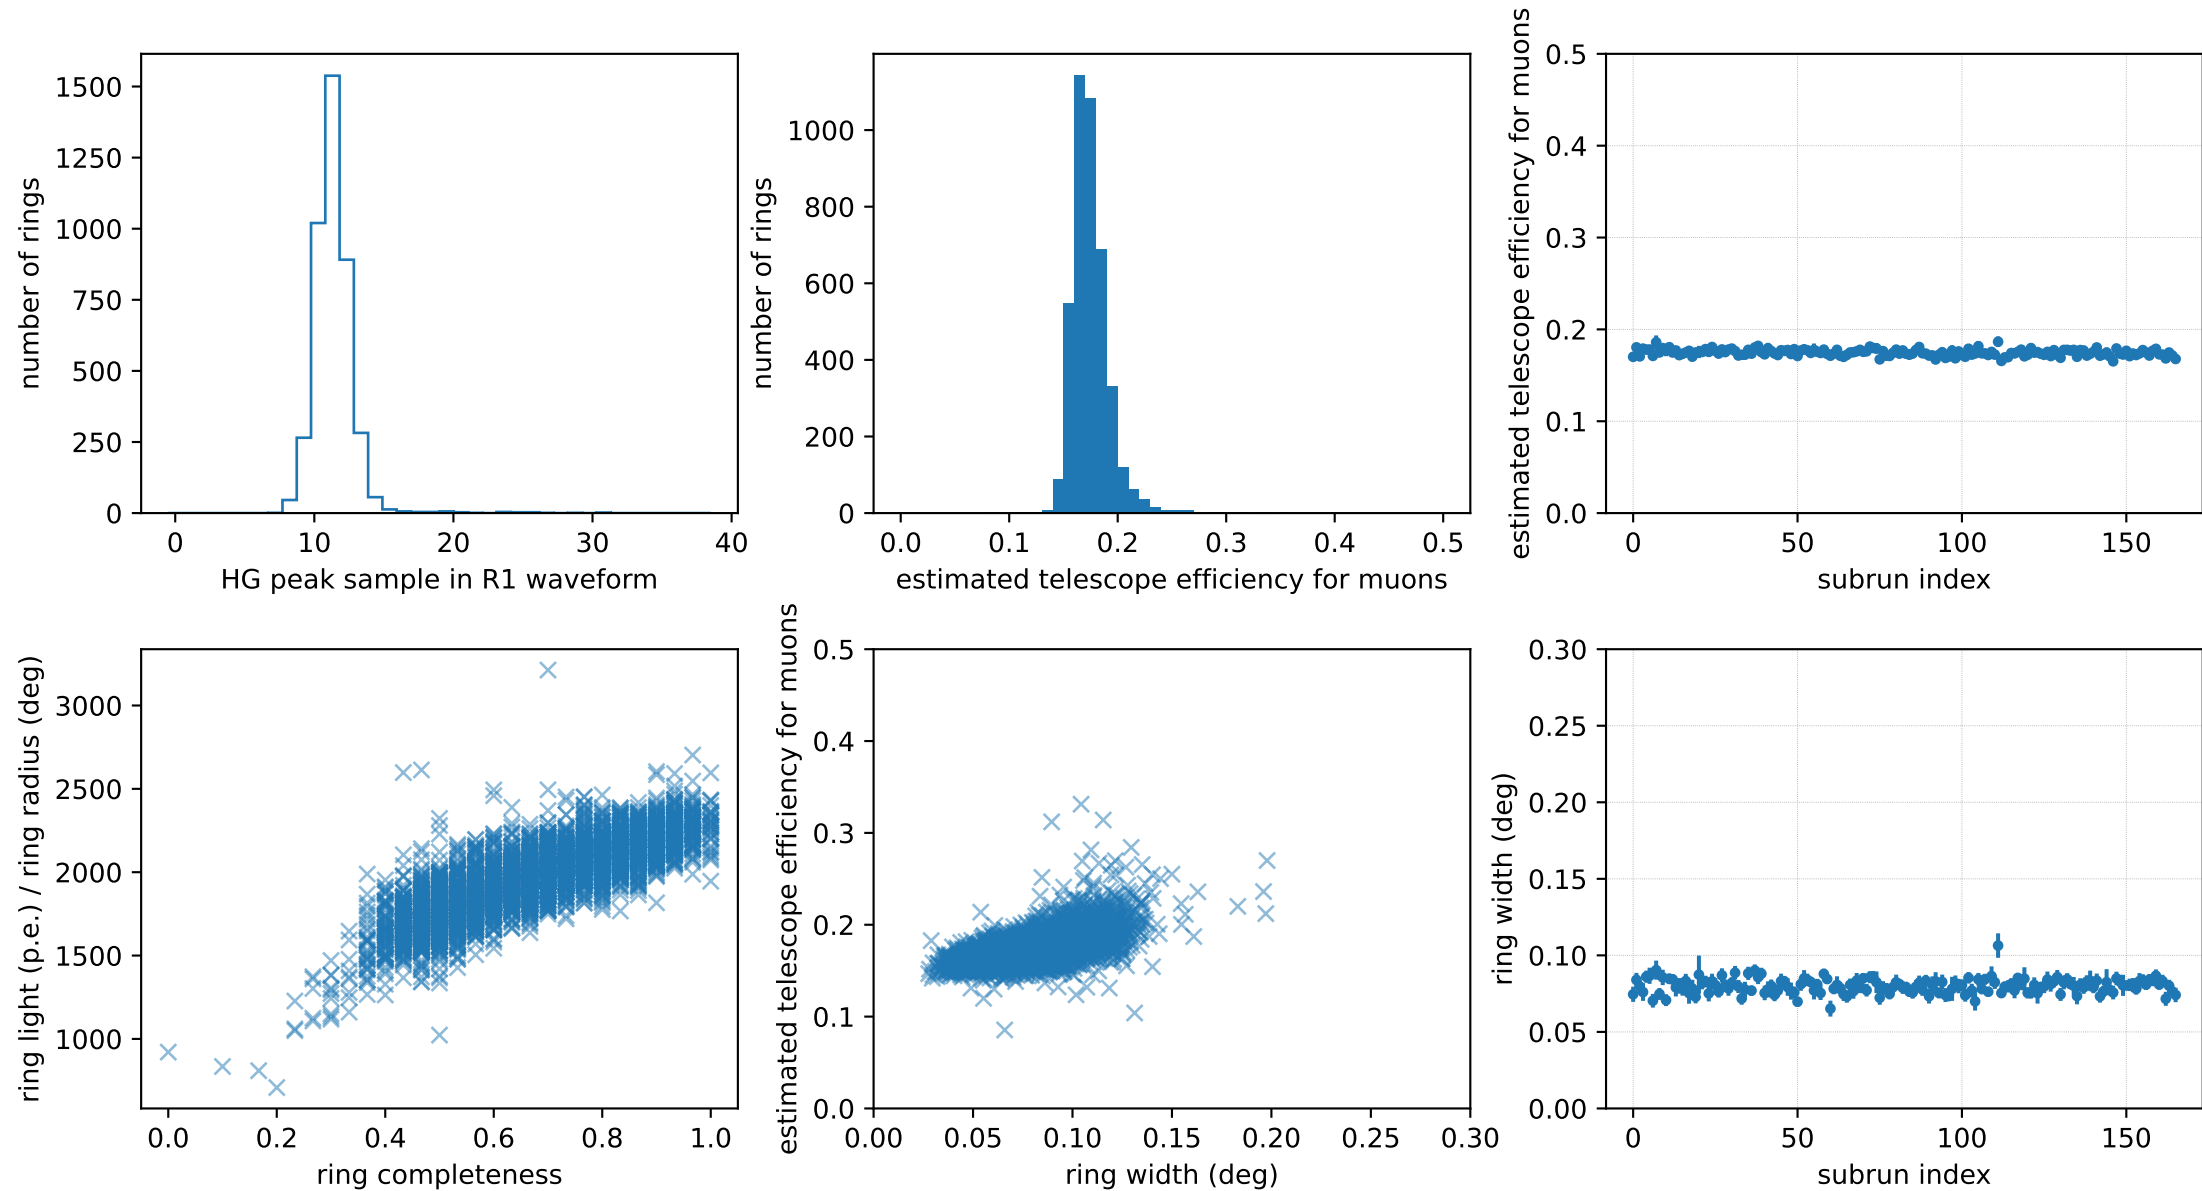 number of rings
1500
1250
1000
750
500
250
0
0 10 20 30 40
HG peak sample in R1 waveform
number of rings
1000
800
600
400
200
0
0.0 0.1 0.2 0.3 0.4 0.5
estimated telescope efficiency for muons
estimated telescope efficiency for muons
0.5
0.4
0.3
0.2
0.1
0.0
0 50 100 150
subrun index
ring light (p.e.) / ring radius (deg)
3000
2500
2000
1500
1000
0.0 0.2 0.4 0.6 0.8 1.0
ring completeness
estimated telescope efficiency for muons
0.5
0.4
0.3
0.2
0.1
0.0
0.00 0.05 0.10 0.15 0.20 0.25 0.30
ring width (deg)
ring width (deg)
0.30
0.25
0.20
0.15
0.10
0.05
0.00
0 50 100 150
subrun index